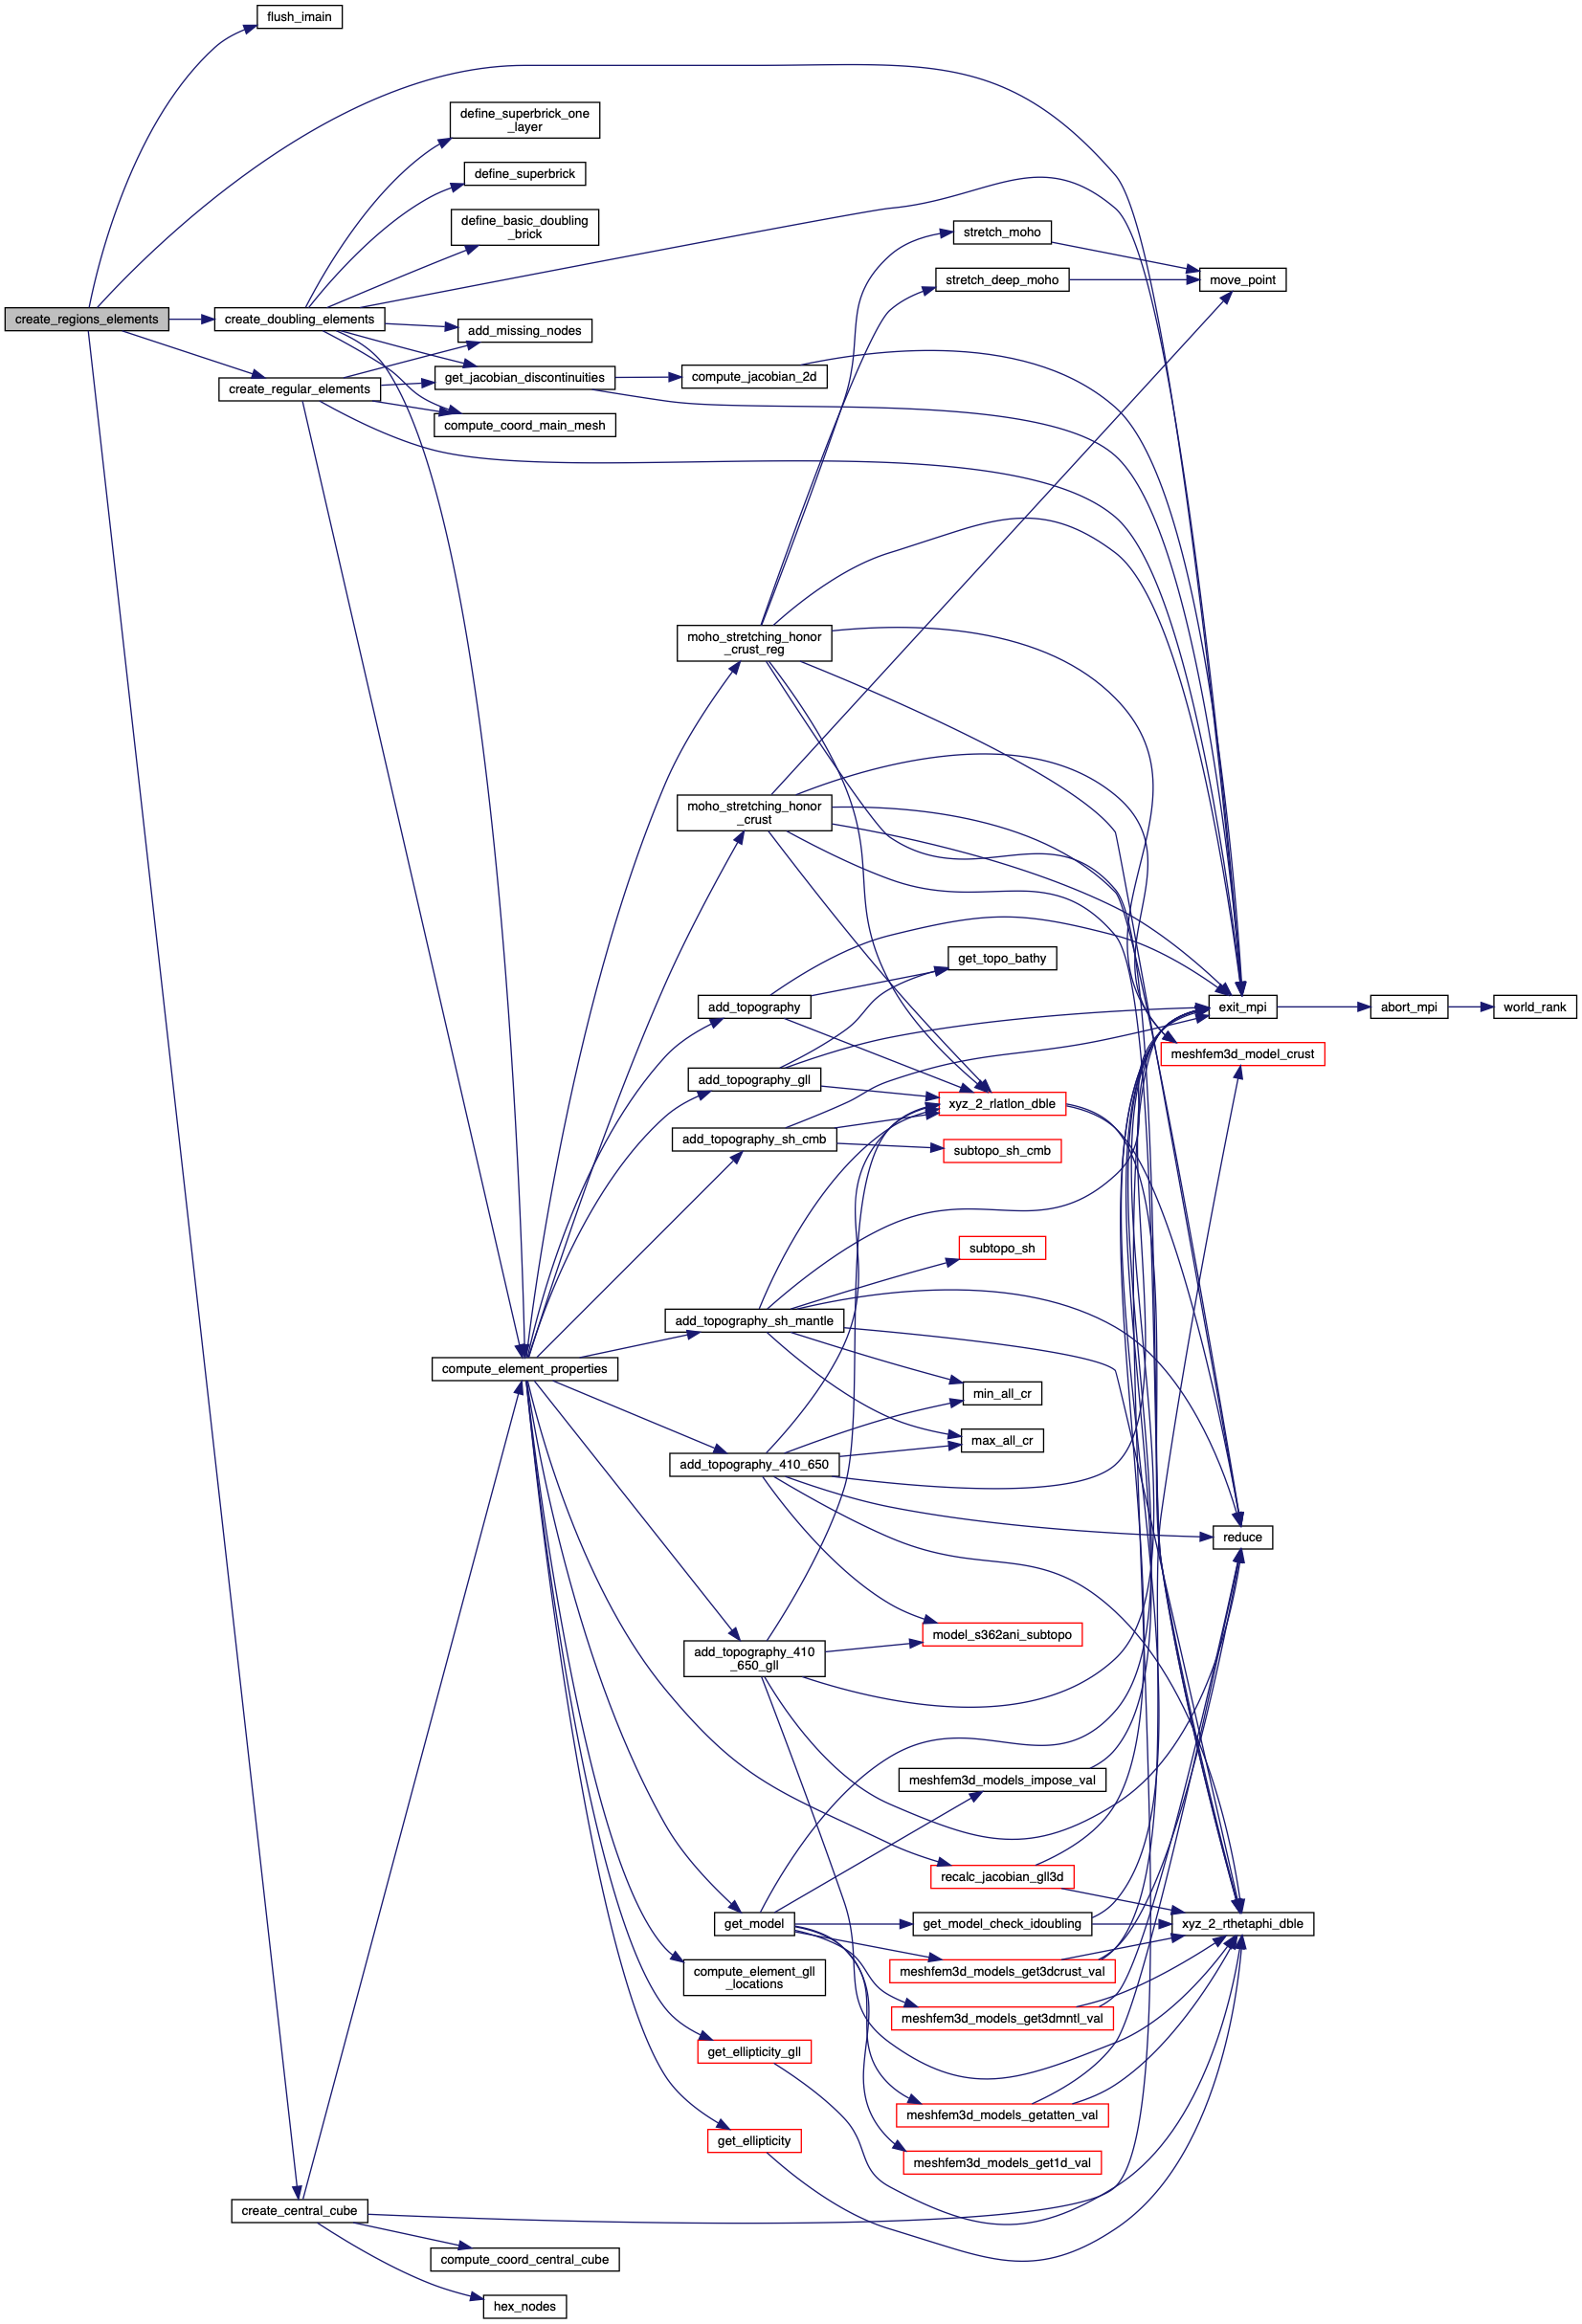 flush_imain
define_superbrick_one
_layer
define_superbrick
define_basic_doubling
_brick
stretch_moho
stretch_deep_moho
move_point
create_regions_elements
create_doubling_elements
add_missing_nodes
get_jacobian_discontinuities
compute_jacobian_2d
create_regular_elements
compute_coord_main_mesh
moho_stretching_honor
_crust_reg
moho_stretching_honor
_crust
get_topo_bathy
add_topography
exit_mpi
abort_mpi
world_rank
meshfem3d_model_crust
add_topography_gll
xyz_2_rlatlon_dble
add_topography_sh_cmb
subtopo_sh_cmb
subtopo_sh
add_topography_sh_mantle
compute_element_properties
min_all_cr
max_all_cr
add_topography_410_650
reduce
model_s362ani_subtopo
add_topography_410
_650_gll
meshfem3d_models_impose_val
recalc_jacobian_gll3d
get_model
get_model_check_idoubling
xyz_2_rthetaphi_dble
compute_element_gll
_locations
meshfem3d_models_get3dcrust_val
meshfem3d_models_get3dmntl_val
get_ellipticity_gll
meshfem3d_models_getatten_val
get_ellipticity
meshfem3d_models_get1d_val
create_central_cube
compute_coord_central_cube
hex_nodes